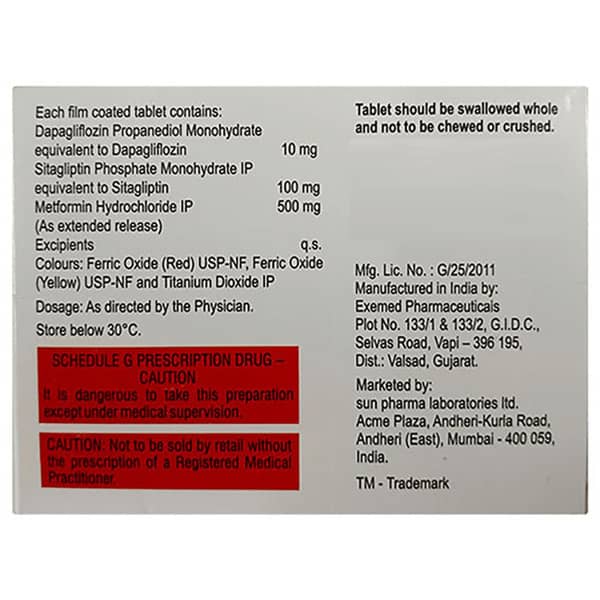 Each film coated tablet contains:
Dapagliflozin Propanediol Monohydrate
equivalent to Dapagliflozin 10 mg
Sitagliptin Phosphate Monohydrate IP
equivalent to Sitagliptin 100 mg
Metformin Hydrochloride IP 500 mg
(As extended release)
Excipients q.s.
Colours: Ferric Oxide (Red) USP-NF, Ferric Oxide
(Yellow) USP-NF and Titanium Dioxide IP
Dosage: As directed by the Physician.
Store below 30°C.
SCHEDULE G PRESCRIPTION DRUG –
CAUTION
It is dangerous to take this preparation
except under medical supervision.
CAUTION: Not to be sold by retail without
the prescription of a Registered Medical
Practitioner.
Tablet should be swallowed whole
and not to be chewed or crushed.
Mfg. Lic. No. : G/25/2011
Manufactured in India by:
Exemed Pharmaceuticals
Plot No. 133/1 & 133/2, G.I.D.C.,
Selvas Road, Vapi – 396 195,
Dist.: Valsad, Gujarat.
Marketed by:
sun pharma laboratories ltd.
Acme Plaza, Andheri-Kurla Road,
Andheri (East), Mumbai - 400 059,
India.
TM - Trademark